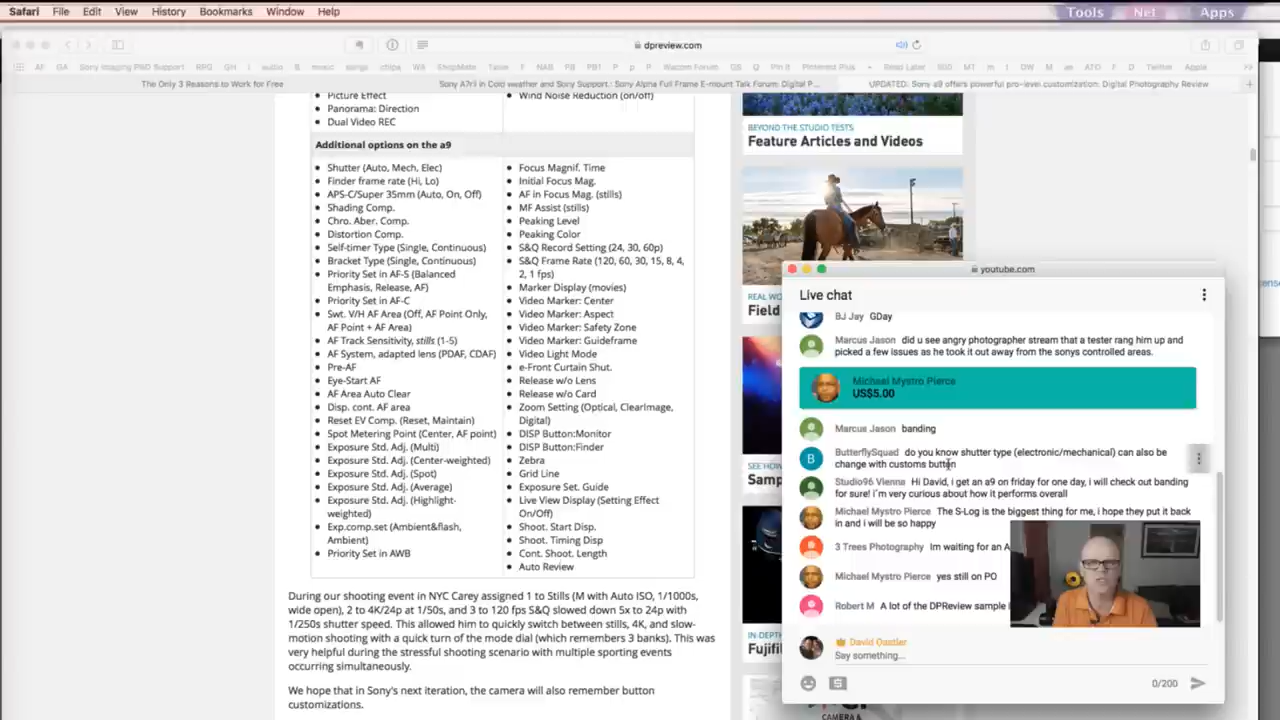 Safari File Edit View History Bookmarks Window Help Tools Net Apps
dpreview.com
The Only 3 Reasons to Work for Free
Sony A7rII in Cold weather and Sony Support.: Sony Alpha Full Frame E-mount Talk Forum: Digital P...
UPDATED: Sony a9 offers powerful pro-level customization: Digital Photography Review
Picture Effect
Panorama: Direction
Dual Video REC
Wind Noise Reduction (on/off)
Additional options on the a9
Shutter (Auto, Mech, Elec)
Finder frame rate (Hi, Lo)
APS-C/Super 35mm (Auto, On, Off)
Shading Comp.
Chro. Aber. Comp.
Distortion Comp.
Self-timer Type (Single, Continuous)
Bracket Type (Single, Continuous)
Priority Set in AF-S (Balanced
Emphasis, Release, AF)
Priority Set in AF-C
Swt. V/H AF Area (Off, AF Point Only,
AF Point + AF Area)
AF Track Sensitivity, stills (1-5)
AF System, adapted lens (PDAF, CDAF)
Pre-AF
Eye-Start AF
AF Area Auto Clear
Disp. cont. AF area
Reset EV Comp. (Reset, Maintain)
Spot Metering Point (Center, AF point)
Exposure Std. Adj. (Multi)
Exposure Std. Adj. (Center-weighted)
Exposure Std. Adj. (Spot)
Exposure Std. Adj. (Average)
Exposure Std. Adj. (Highlight-
weighted)
Exp.comp.set (Ambient&flash,
Ambient)
Priority Set in AWB
Focus Magnif. Time
Initial Focus Mag.
AF in Focus Mag. (stills)
MF Assist (stills)
Peaking Level
Peaking Color
S&Q Record Setting (24, 30, 60p)
S&Q Frame Rate (120, 60, 30, 15, 8, 4,
2, 1 fps)
Marker Display (movies)
Video Marker: Center
Video Marker: Aspect
Video Marker: Safety Zone
Video Marker: Guideframe
Video Light Mode
e-Front Curtain Shut.
Release w/o Lens
Release w/o Card
Zoom Setting (Optical, ClearImage,
Digital)
DISP Button:Monitor
DISP Button:Finder
Zebra
Grid Line
Exposure Set. Guide
Live View Display (Setting Effect
On/Off)
Shoot. Start Disp.
Shoot. Timing Disp
Cont. Shoot. Length
Auto Review
During our shooting event in NYC Carey assigned 1 to Stills (M with Auto ISO, 1/1000s,
wide open), 2 to 4K/24p at 1/50s, and 3 to 120 fps S&Q slowed down 5x to 24p with
1/250s shutter speed. This allowed him to quickly switch between stills, 4K, and slow-
motion shooting with a quick turn of the mode dial (which remembers 3 banks). This was
very helpful during the stressful shooting scenario with multiple sporting events
occurring simultaneously.
We hope that in Sony's next iteration, the camera will also remember button
customizations.
BEYOND THE STUDIO TESTS
Feature Articles and Videos
REAL WO
Field
SEE HOW
Samp
IN-DEPTH
Fujifil
CAMERA &
youtube.com
Live chat
BJ Jay GDay
Marcus Jason did u see angry photographer stream that a tester rang him up and
picked a few issues as he took it out away from the sonys controlled areas.
Michael Mystro Pierce
US$5.00
Marcus Jason banding
ButterflySquad do you know shutter type (electronic/mechanical) can also be
change with customs button
Studio96 Vienna Hi David, i get an a9 on friday for one day, i will check out banding
for sure! i´m very curious about how it performs overall
Michael Mystro Pierce The S-Log is the biggest thing for me, i hope they put it back
in and i will be so happy
3 Trees Photography Im waiting for an A
Michael Mystro Pierce yes still on PO
Robert M A lot of the DPReview sample
David Oastler
Say something...
0/200